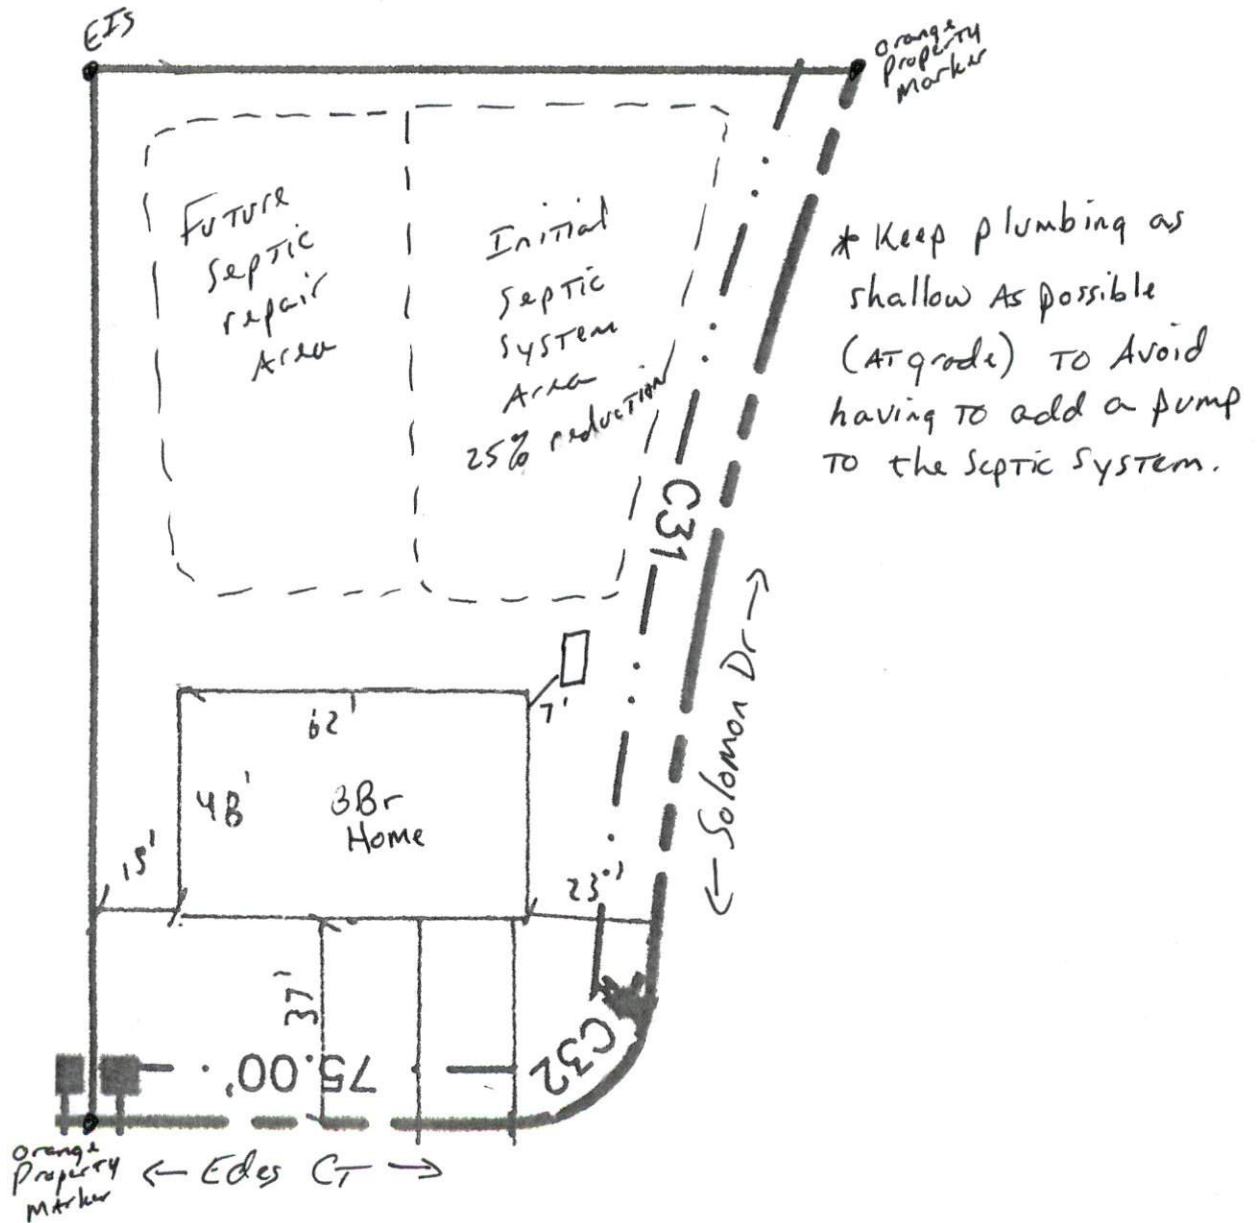 EIS
Orange
Property
Marker
Future
Septic
repair
Area
Initial
Septic
System
Area
25% reduction
* Keep plumbing as
shallow As possible
(AT grade) TO Avoid
having TO add a pump
TO the Septic System.
C31
← Solomon Dr →
7'
62'
48'
3Br
Home
15'
23'
37'
75.00'
C32
Orange
Property
Marker
← Edes CT →